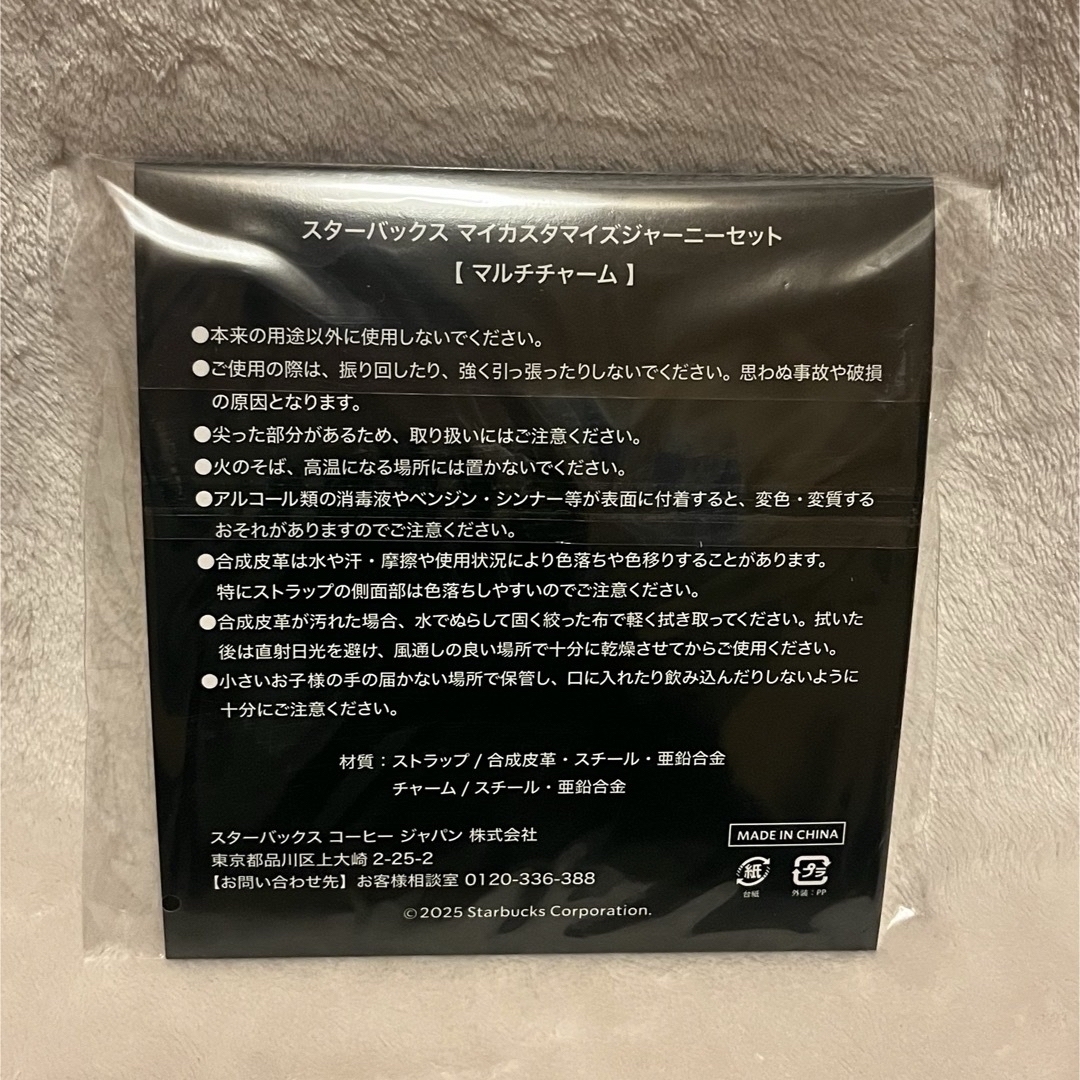 スターバックス マイカスタマイズジャーニーセット
【 マルチチャーム 】
●本来の用途以外に使用しないでください。
●ご使用の際は、振り回したり、強く引っ張ったりしないでください。思わぬ事故や破損
の原因となります。
●尖った部分があるため、取り扱いにはご注意ください。
●火のそば、高温になる場所には置かないでください。
●アルコール類の消毒液やベンジン・シンナー等が表面に付着すると、変色・変質する
おそれがありますのでご注意ください。
●合成皮革は水や汗・摩擦や使用状況により色落ちや色移りすることがあります。
特にストラップの側面部は色落ちしやすいのでご注意ください。
●合成皮革が汚れた場合、水でぬらして固く絞った布で軽く拭き取ってください。拭いた
後は直射日光を避け、風通しの良い場所で十分に乾燥させてからご使用ください。
●小さいお子様の手の届かない場所で保管し、口に入れたり飲み込んだりしないように
十分にご注意ください。
材質：ストラップ / 合成皮革・スチール・亜鉛合金
チャーム / スチール・亜鉛合金
スターバックス コーヒー ジャパン 株式会社
東京都品川区上大崎 2-25-2
【お問い合わせ先】お客様相談室 0120-336-388
MADE IN CHINA
紙
台紙
プラ
外装：PP
©2025 Starbucks Corporation.